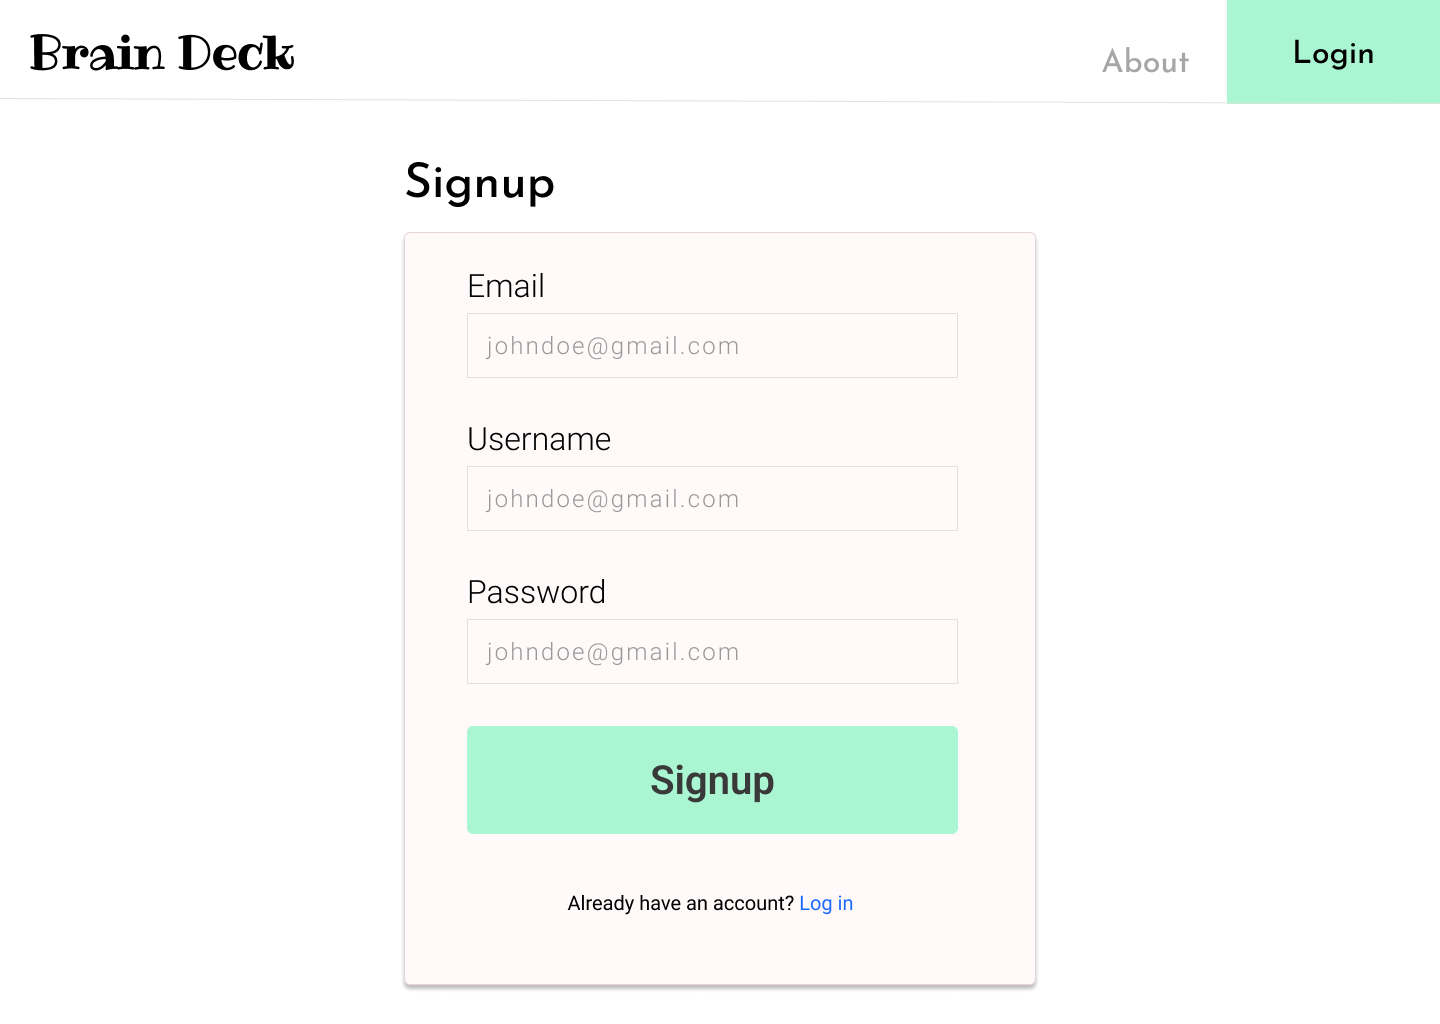 Brain Deck
About
Login
Signup
Email
johndoe@gmail.com
Username
johndoe@gmail.com
Password
johndoe@gmail.com
Signup
Already have an account? Log in